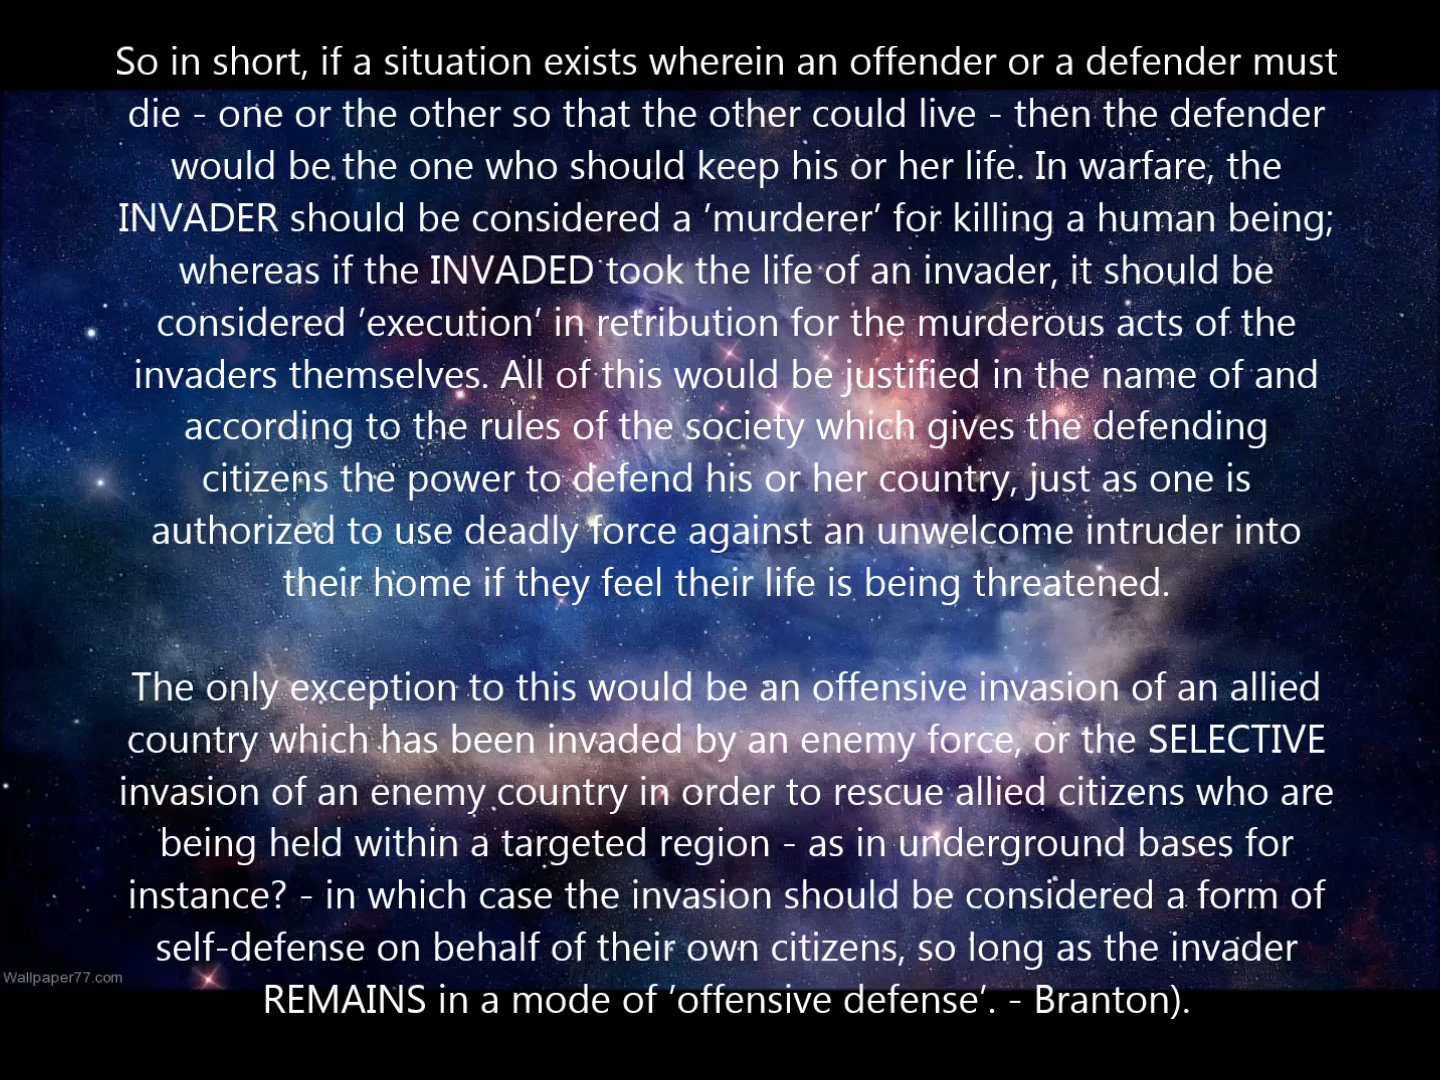 So in short, if a situation exists wherein an offender or a defender must
die - one or the other so that the other could live - then the defender
would be the one who should keep his or her life. In warfare, the
INVADER should be considered a 'murderer' for killing a human being;
whereas if the INVADED took the life of an invader, it should be
considered 'execution' in retribution for the murderous acts of the
invaders themselves. All of this would be justified in the name of and
according to the rules of the society which gives the defending
citizens the power to defend his or her country, just as one is
authorized to use deadly force against an unwelcome intruder into
their home if they feel their life is being threatened.
The only exception to this would be an offensive invasion of an allied
country which has been invaded by an enemy force, or the SELECTIVE
invasion of an enemy country in order to rescue allied citizens who are
being held within a targeted region - as in underground bases for
instance? - in which case the invasion should be considered a form of
self-defense on behalf of their own citizens, so long as the invader
Wallpaper77.com
REMAINS in a mode of 'offensive defense'. - Branton).